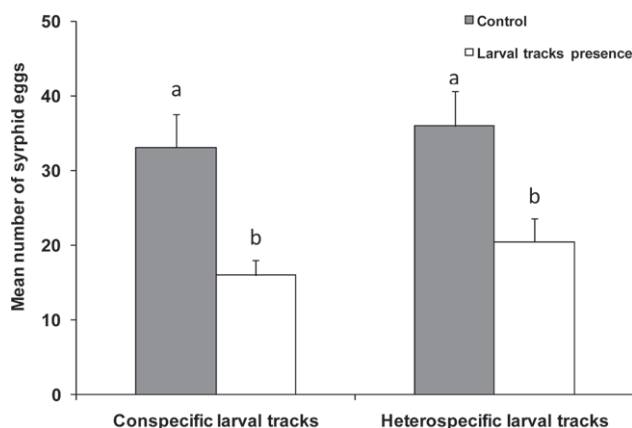 50
40
30
20
10
0
Mean number of syrphid eggs
Control
Larval tracks presence
a
b
a
b
Conspecific larval tracks
Heterospecific larval tracks